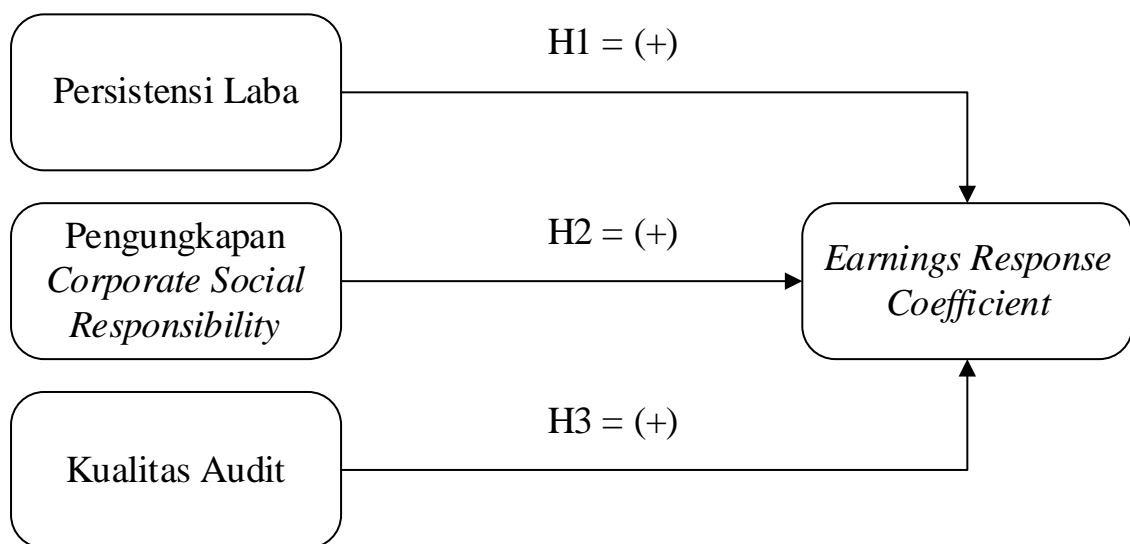 H1 = (+)
Persistensi Laba
Pengungkapan
Corporate Social
Responsibility
H2 = (+)
Earnings Response
Coefficient
H3 = (+)
Kualitas Audit